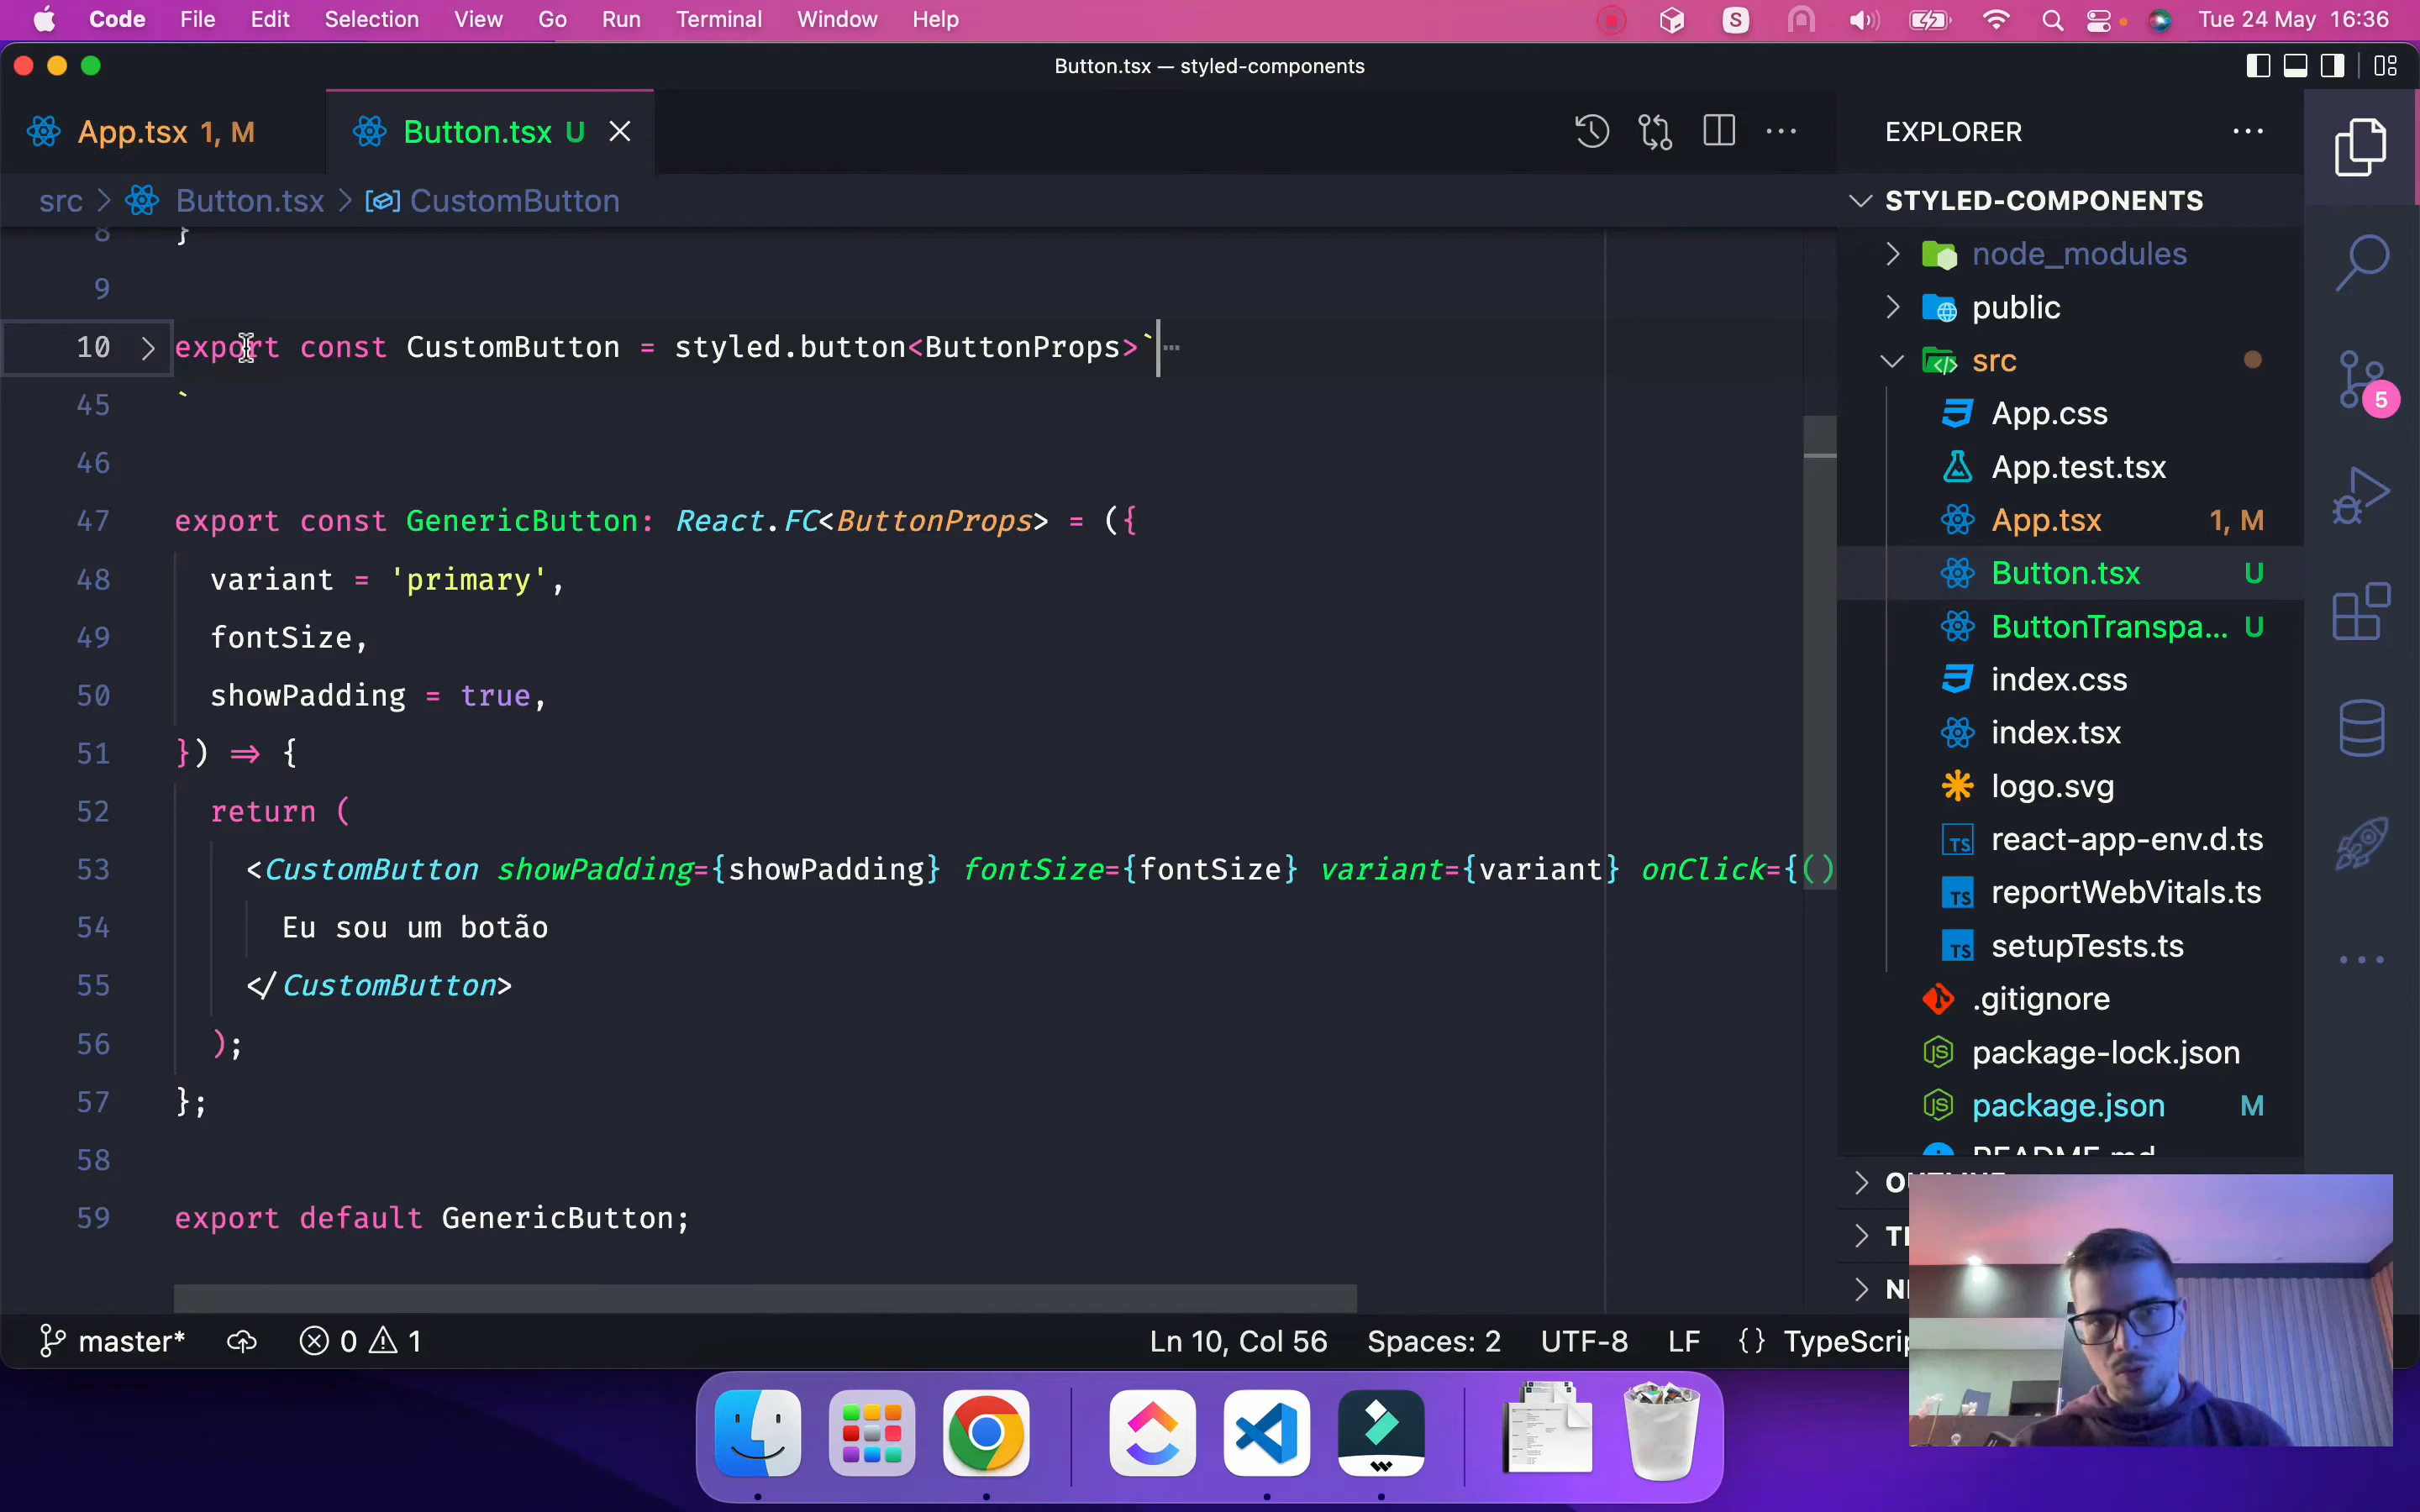 Code File Edit Selection View Go Run Terminal Window Help Tue 24 May 16:36
Button.tsx — styled-components
App.tsx 1, M Button.tsx U
src > Button.tsx > CustomButton
8 }
9
10 export const CustomButton = styled.button<ButtonProps>`
45 `
46
47 export const GenericButton: React.FC<ButtonProps> = ({
48 variant = 'primary',
49 fontSize,
50 showPadding = true,
51 }) => {
52 return (
53 <CustomButton showPadding={showPadding} fontSize={fontSize} variant={variant} onClick={()
54 Eu sou um botão
55 </CustomButton>
56 );
57 };
58
59 export default GenericButton;
EXPLORER
STYLED-COMPONENTS
node_modules
public
src
App.css
App.test.tsx
App.tsx 1, M
Button.tsx U
ButtonTranspa... U
index.css
index.tsx
logo.svg
react-app-env.d.ts
reportWebVitals.ts
setupTests.ts
.gitignore
package-lock.json
package.json M
README.md
5
master* 0 1 Ln 10, Col 56 Spaces: 2 UTF-8 LF {} TypeScrip